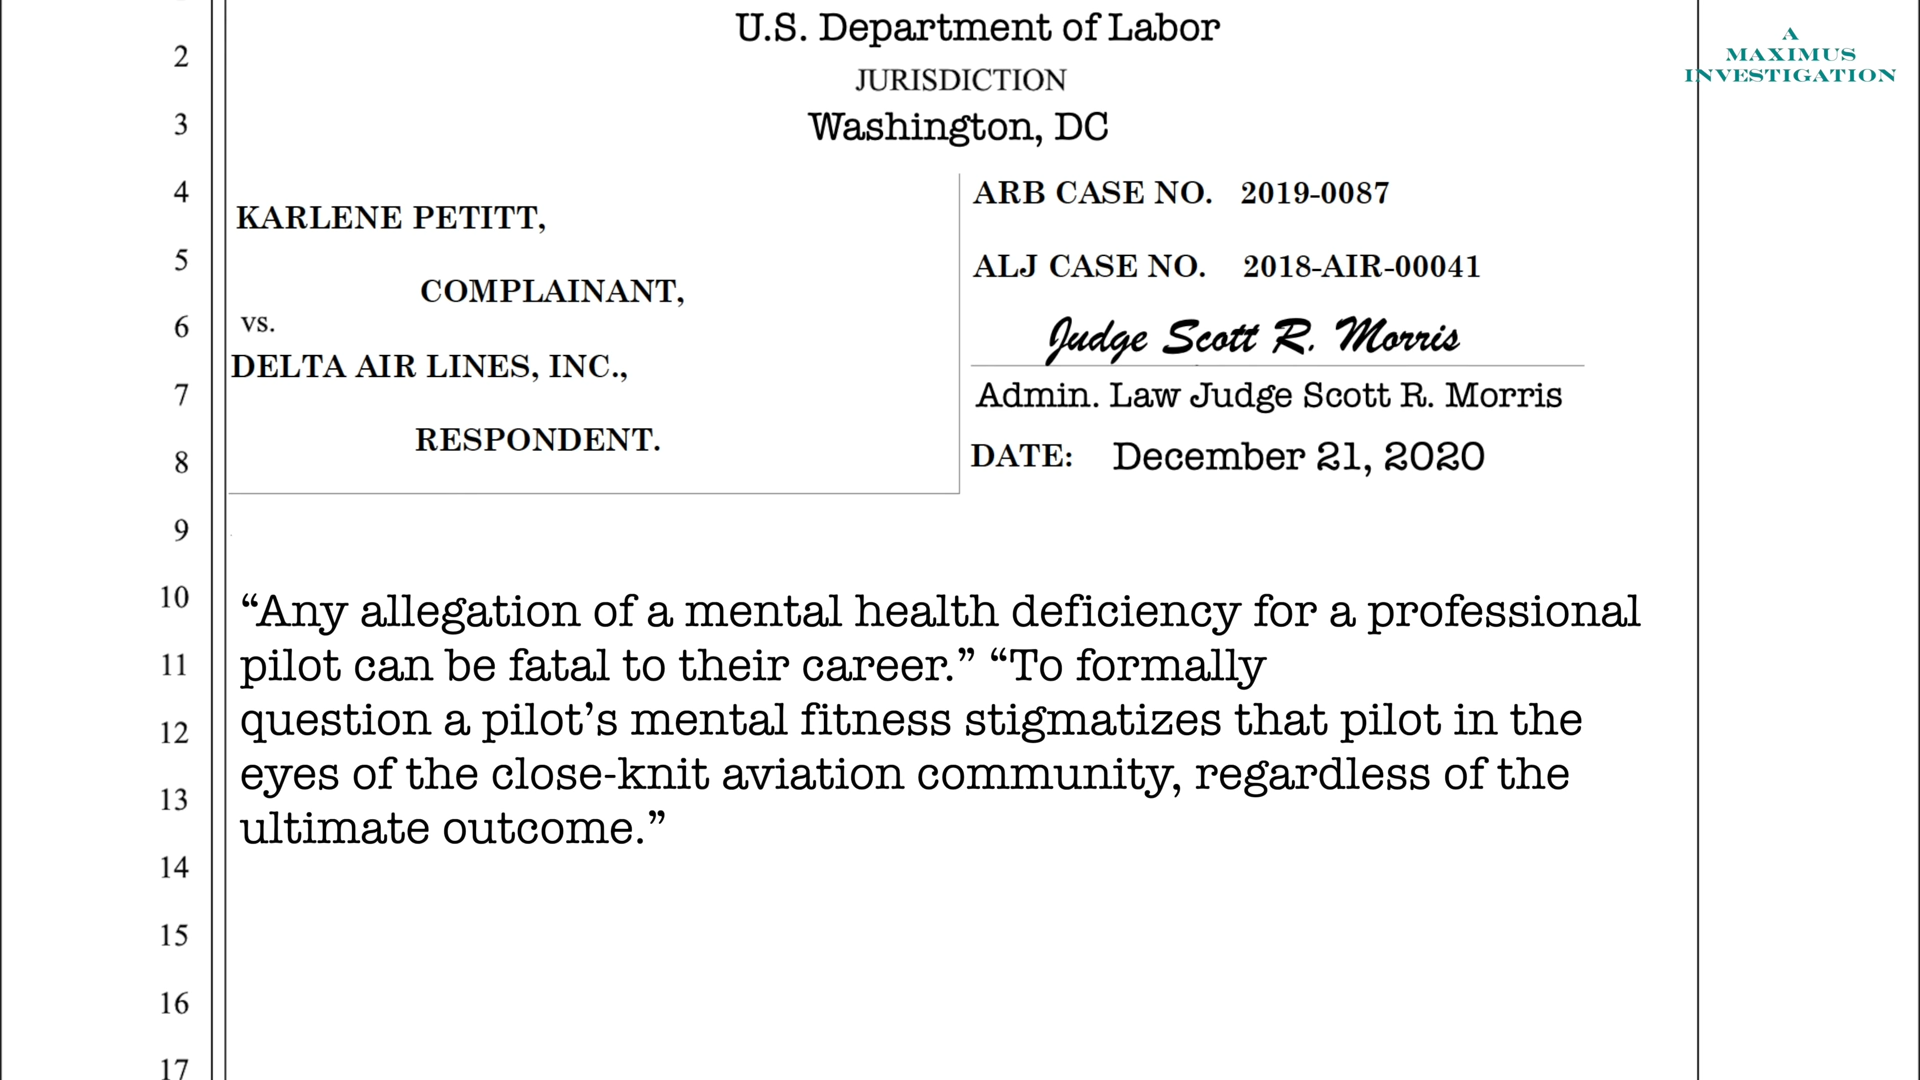 U.S. Department of Labor
A
MAXIMUS
INVESTIGATION
JURISDICTION
Washington, DC
2
3
4
5
6
7
8
9
10
11
12
13
14
15
16
17
KARLENE PETITT,
COMPLAINANT,
vs.
DELTA AIR LINES, INC.,
RESPONDENT.
ARB CASE NO. 2019-0087
ALJ CASE NO. 2018-AIR-00041
Judge Scott R. Morris
Admin. Law Judge Scott R. Morris
DATE: December 21, 2020
“Any allegation of a mental health deficiency for a professional
pilot can be fatal to their career.” “To formally
question a pilot’s mental fitness stigmatizes that pilot in the
eyes of the close-knit aviation community, regardless of the
ultimate outcome.”